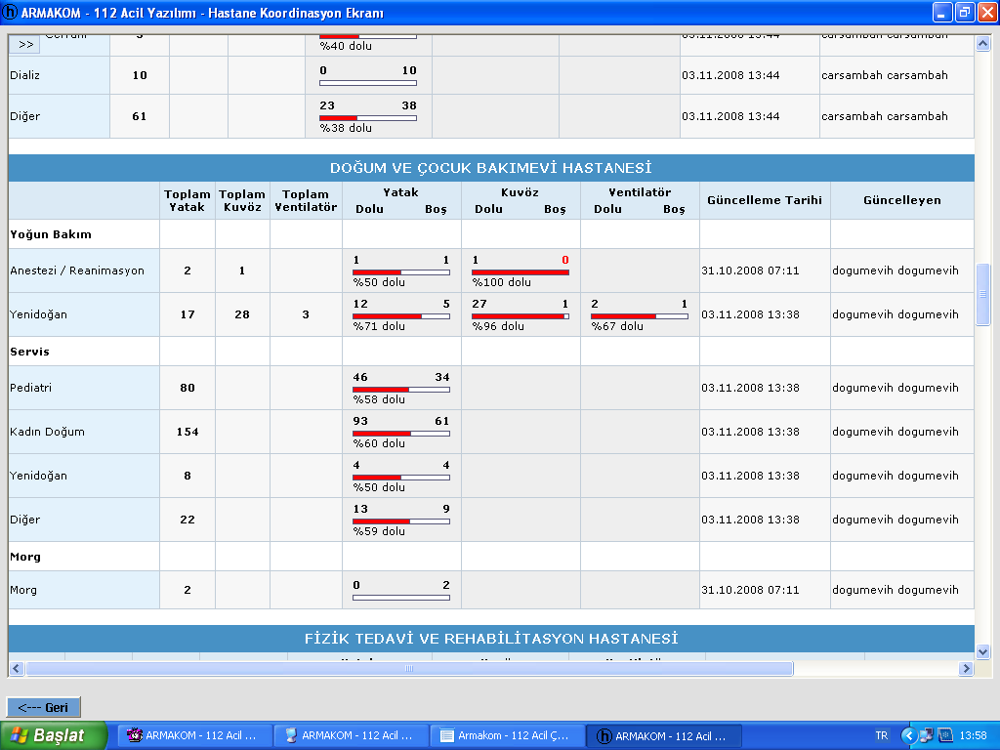 ARMAKOM - 112 Acil Yazılımı - Hastane Koordinasyon Ekranı
>>
%40 dolu
03.11.2008 13:44 carsambah carsambah
Dializ 10 0 10 03.11.2008 13:44 carsambah carsambah
Diğer 61 23 38 03.11.2008 13:44 carsambah carsambah
%38 dolu
DOĞUM VE ÇOCUK BAKIMEVİ HASTANESİ
Toplam Yatak Toplam Kuvöz Toplam Ventilatör Yatak Kuvöz Ventilatör Güncelleme Tarihi Güncelleyen
Dolu Boş Dolu Boş Dolu Boş
Yoğun Bakım
Anestezi / Reanimasyon 2 1 1 1 1 0 31.10.2008 07:11 dogumevih dogumevih
%50 dolu %100 dolu
Yenidoğan 17 28 3 12 5 27 1 2 1 03.11.2008 13:38 dogumevih dogumevih
%71 dolu %96 dolu %67 dolu
Servis
Pediatri 80 46 34 03.11.2008 13:38 dogumevih dogumevih
%58 dolu
Kadın Doğum 154 93 61 03.11.2008 13:38 dogumevih dogumevih
%60 dolu
Yenidoğan 8 4 4 03.11.2008 13:38 dogumevih dogumevih
%50 dolu
Diğer 22 13 9 03.11.2008 13:38 dogumevih dogumevih
%59 dolu
Morg
Morg 2 0 2 31.10.2008 07:11 dogumevih dogumevih
FİZİK TEDAVİ VE REHABİLİTASYON HASTANESİ
<--- Geri
Başlat ARMAKOM - 112 Acil ... ARMAKOM - 112 Acil ... Armakom - 112 Acil Ç... ARMAKOM - 112 Acil ... TR 13:58